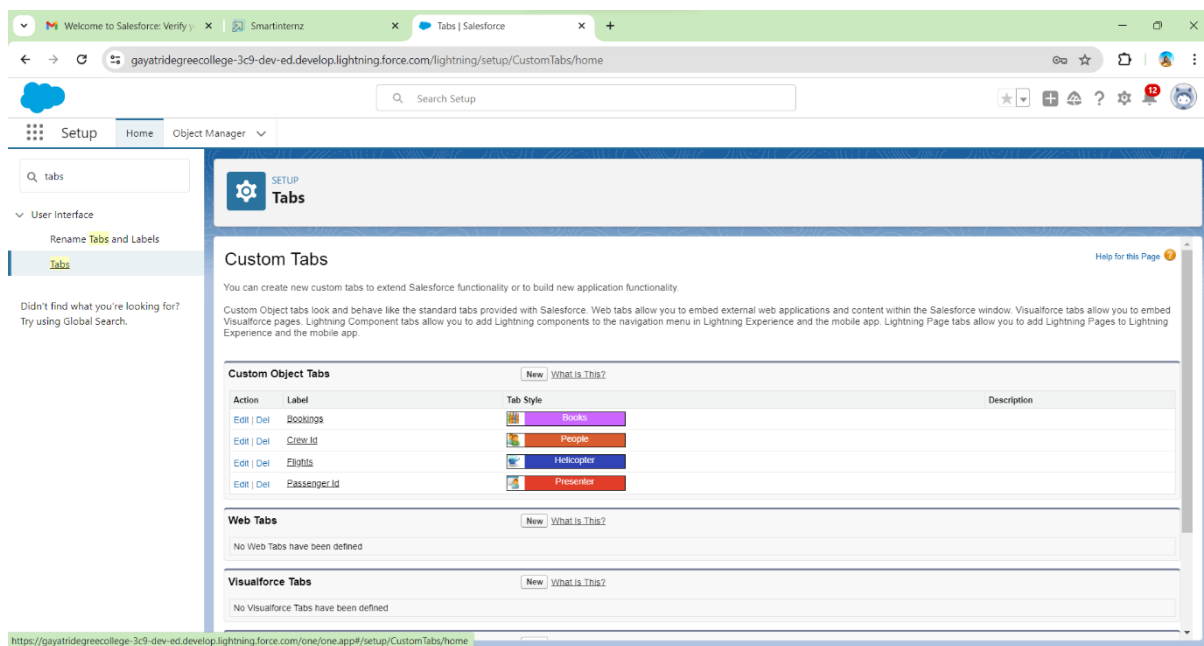 Welcome to Salesforce: Verify y
Smartinternz
Tabs | Salesforce
gayatridegreecollege-3c9-dev-ed.develop.lightning.force.com/lightning/setup/CustomTabs/home
Search Setup
12
Setup
Home
Object Manager
tabs
User Interface
Rename Tabs and Labels
Tabs
Didn't find what you're looking for?
Try using Global Search.
SETUP
Tabs
Custom Tabs
Help for this Page
You can create new custom tabs to extend Salesforce functionality or to build new application functionality.
Custom Object tabs look and behave like the standard tabs provided with Salesforce. Web tabs allow you to embed external web applications and content within the Salesforce window. Visualforce tabs allow you to embed
Visualforce pages. Lightning Component tabs allow you to add Lightning components to the navigation menu in Lightning Experience and the mobile app. Lightning Page tabs allow you to add Lightning Pages to Lightning
Experience and the mobile app.
Custom Object Tabs New What Is This?
Action Label Tab Style Description
Edit | Del Bookings Books
Edit | Del Crew Id People
Edit | Del Flights Helicopter
Edit | Del Passenger Id Presenter
Web Tabs New What Is This?
No Web Tabs have been defined
Visualforce Tabs New What Is This?
No Visualforce Tabs have been defined
https://gayatridegreecollege-3c9-dev-ed.develop.lightning.force.com/one/one.app#/setup/CustomTabs/home